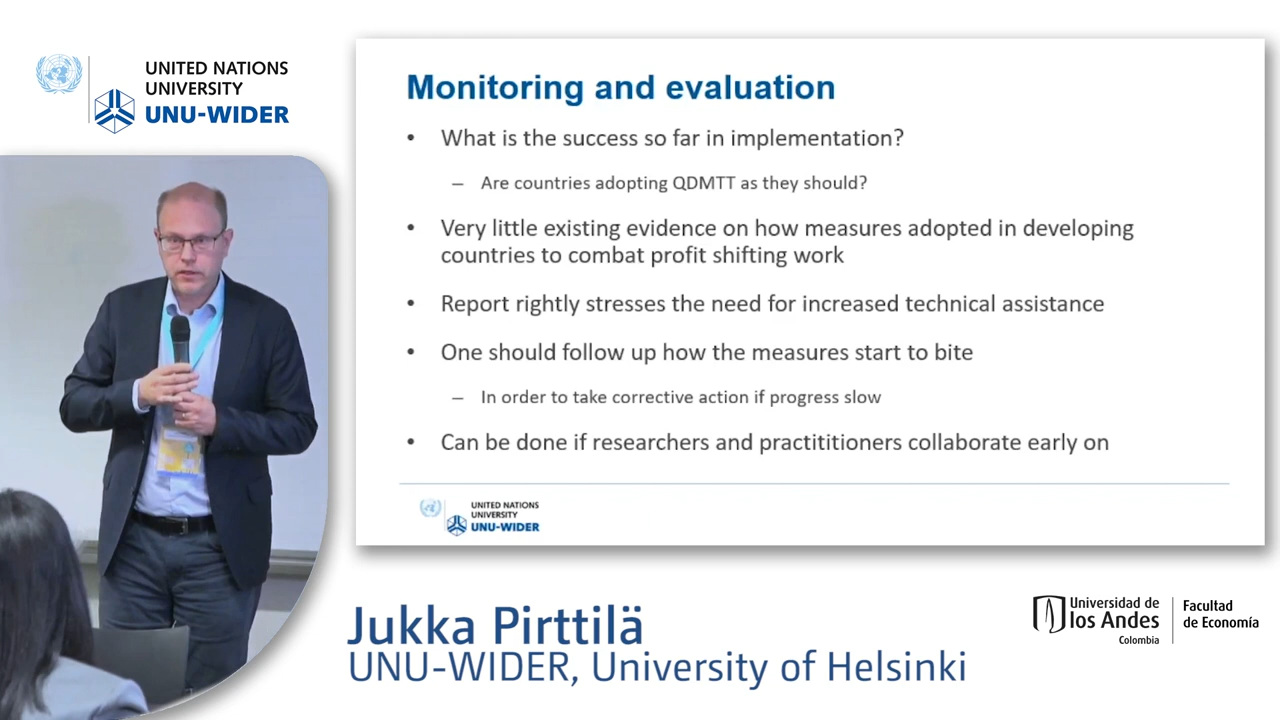 UNITED NATIONS
UNIVERSITY
UNU-WIDER
Monitoring and evaluation
• What is the success so far in implementation?
– Are countries adopting QDMTT as they should?
• Very little existing evidence on how measures adopted in developing
countries to combat profit shifting work
• Report rightly stresses the need for increased technical assistance
• One should follow up how the measures start to bite
– In order to take corrective action if progress slow
• Can be done if researchers and practititioners collaborate early on
UNITED NATIONS
UNIVERSITY
UNU-WIDER
Jukka Pirttilä
UNU-WIDER, University of Helsinki
Universidad de
los Andes
Colombia
Facultad
de Economía